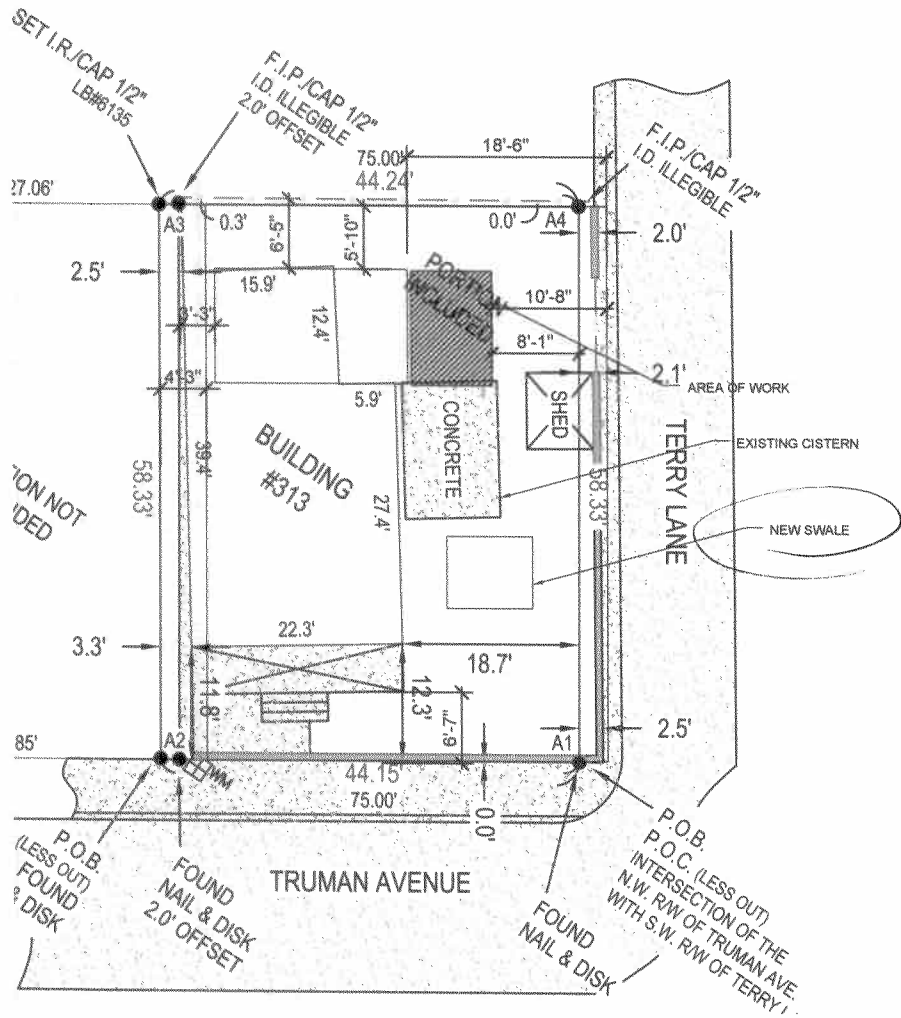 SET I.R./CAP 1/2"
LB#6135
F.I.P./CAP 1/2"
I.D. ILLEGIBLE
2.0' OFFSET
18'-6"
75.00'
44.24'
F.I.P./CAP 1/2"
I.D. ILLEGIBLE
27.06'
A3
0.3'
6'-5"
5'-10"
0.0'
A4
2.0'
2.5'
15.9'
PORTION
INCLUDED
10'-8"
12.4'
8'-1"
4'-3"
5.9'
2.1'
AREA OF WORK
SHED
CONCRETE
BUILDING
#313
39.4'
58.33'
27.4'
58.33'
TERRY LANE
EXISTING CISTERN
NEW SWALE
ION NOT
DED
22.3'
3.3'
18.7'
11.8'
12.3'
9'-7"
2.5'
85'
A2
WM
A1
44.15'
75.00'
0.0'
P.O.B.
(LESS OUT)
FOUND
& DISK
FOUND
NAIL & DISK
2.0' OFFSET
TRUMAN AVENUE
FOUND
NAIL & DISK
P.O.B.
P.O.C. (LESS OUT)
INTERSECTION OF THE
N.W. R/W OF TRUMAN AVE.
WITH S.W. R/W OF TERRY